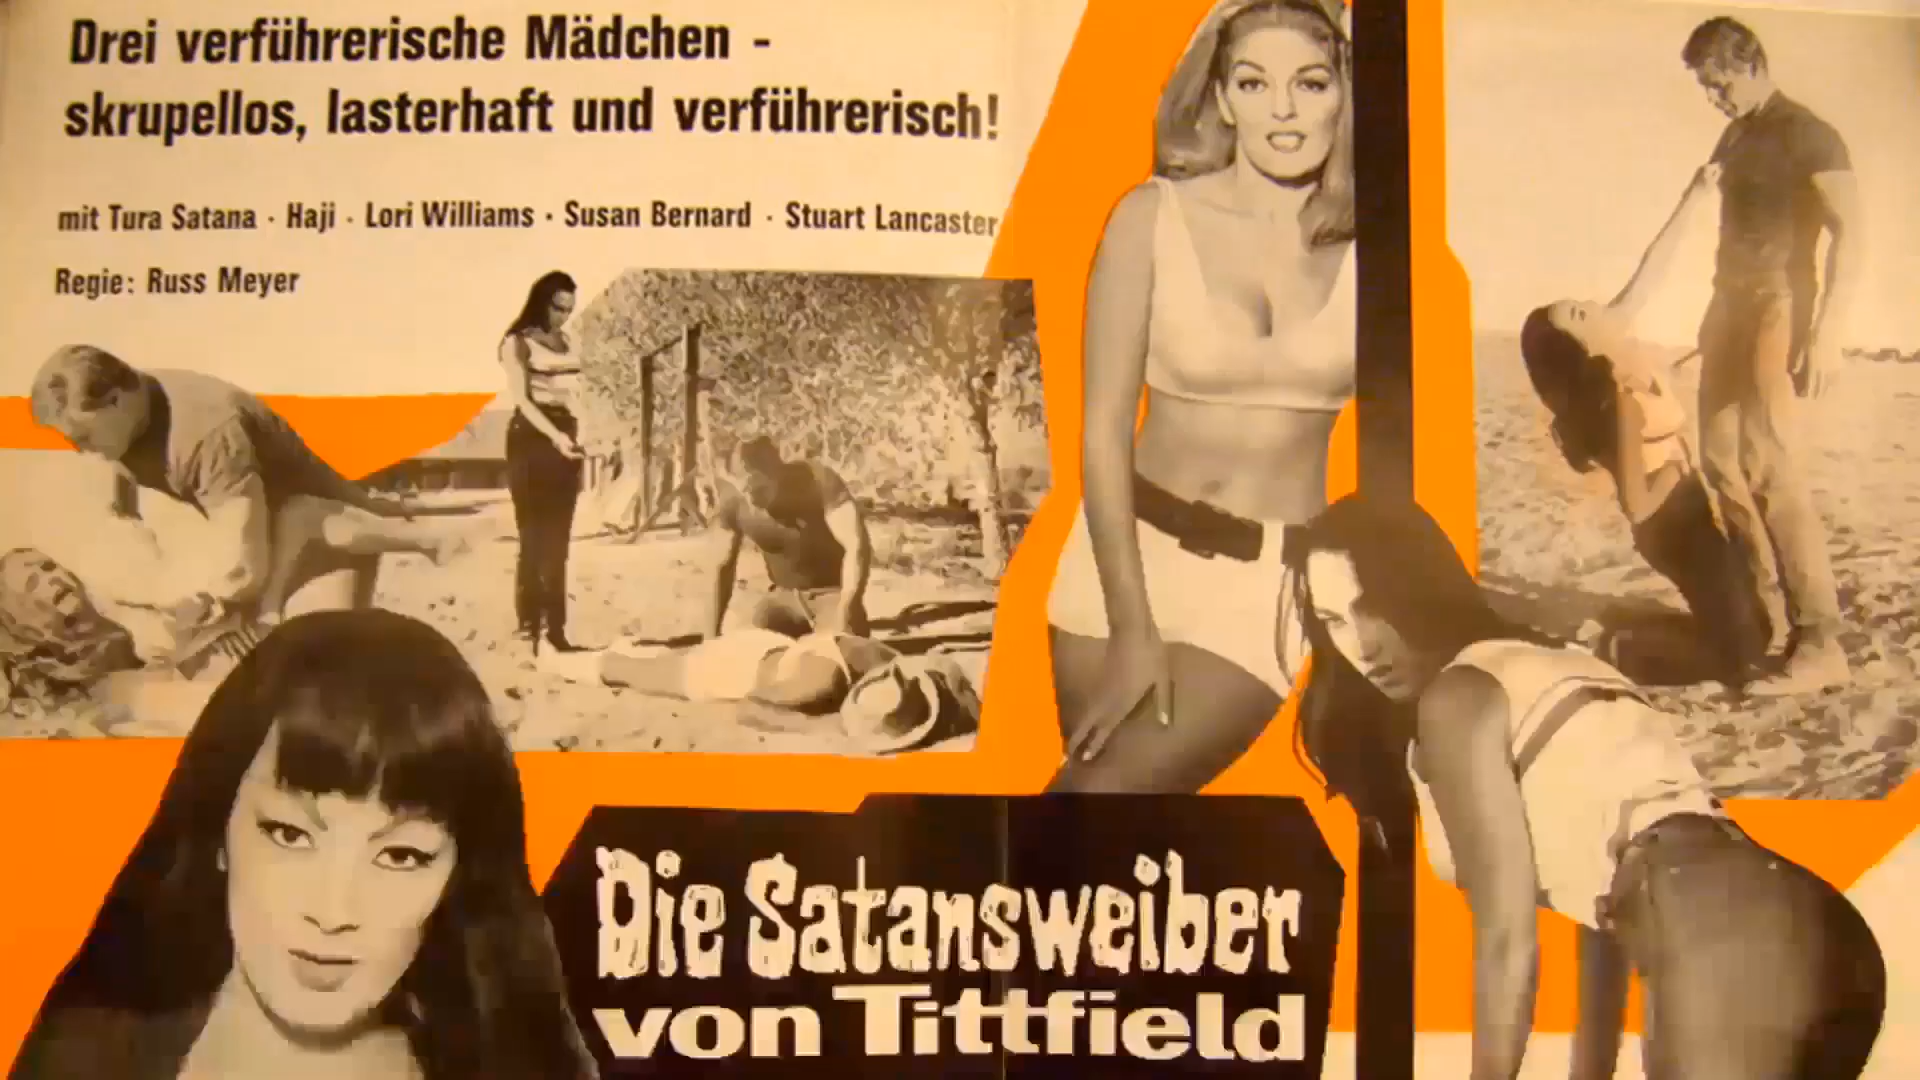 Drei verführerische Mädchen -
skrupellos, lasterhaft und verführerisch!
mit Tura Satana · Haji · Lori Williams · Susan Bernard · Stuart Lancaster
Regie: Russ Meyer
Die Satansweiber
von Tittfield